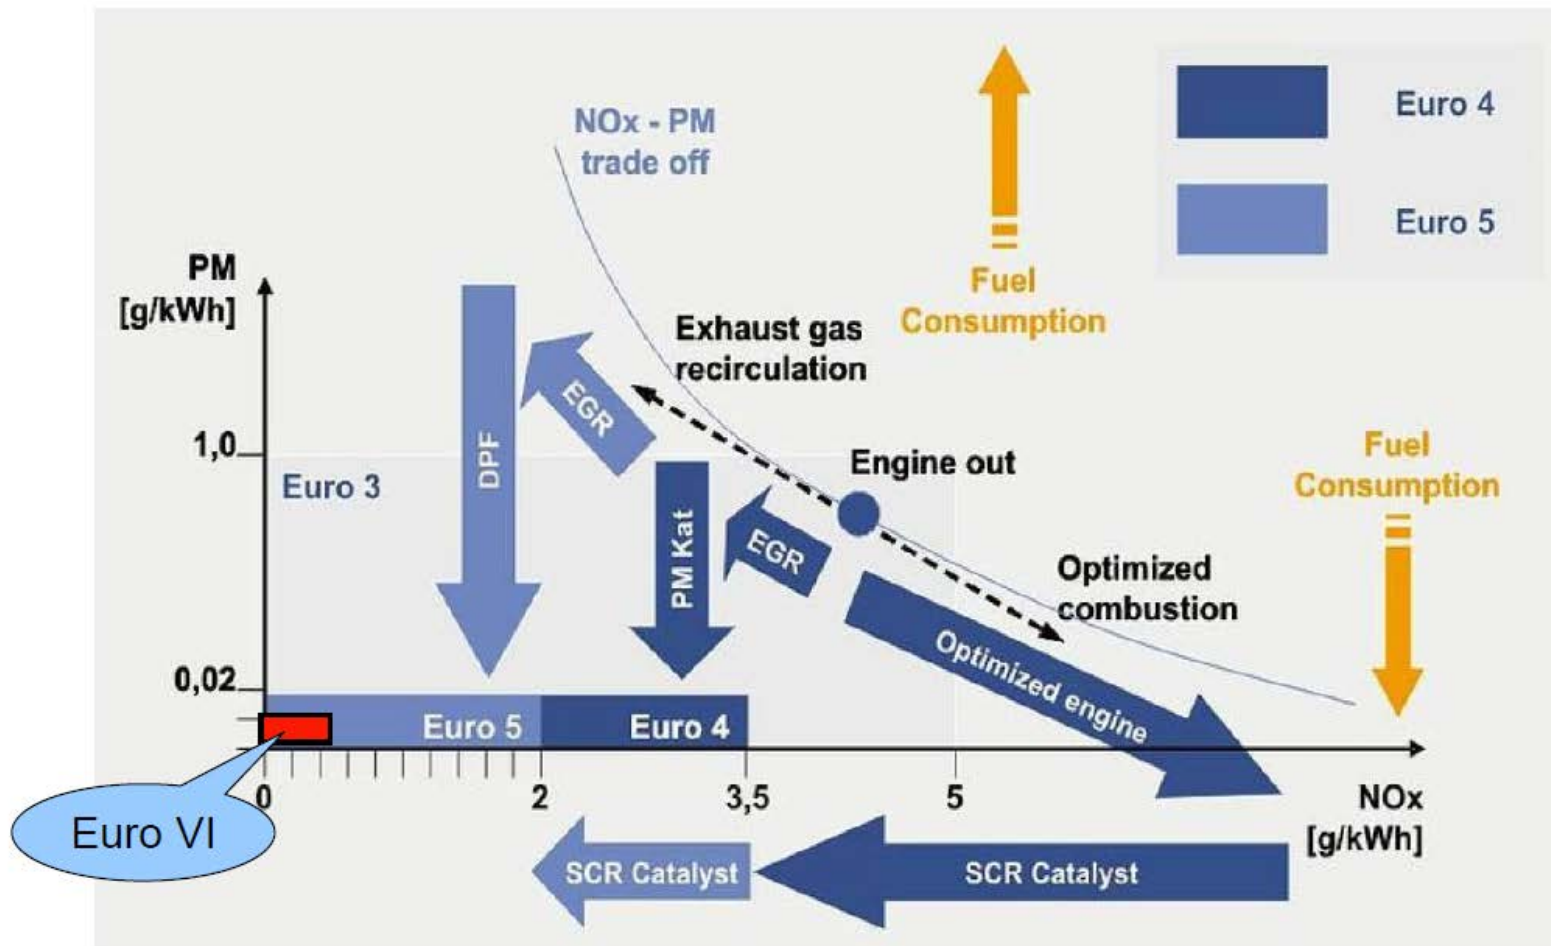 NOx - PM
trade off
Euro 4
Euro 5
Fuel
Consumption
PM
[g/kWh]
Exhaust gas
recirculation
EGR
DPF
1,0
Euro 3
Engine out
Fuel
Consumption
PM Kat
EGR
Optimized
combustion
Optimized engine
0,02
Euro 5
Euro 4
0
2
3,5
5
NOx
[g/kWh]
Euro VI
SCR Catalyst
SCR Catalyst